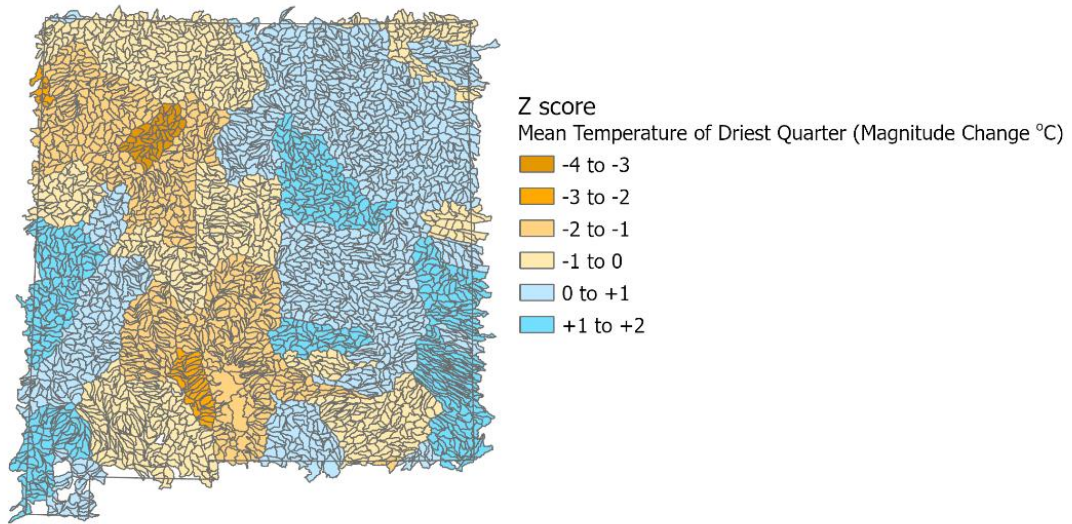 Z score
Mean Temperature of Driest Quarter (Magnitude Change °C)
-4 to -3
-3 to -2
-2 to -1
-1 to 0
0 to +1
+1 to +2